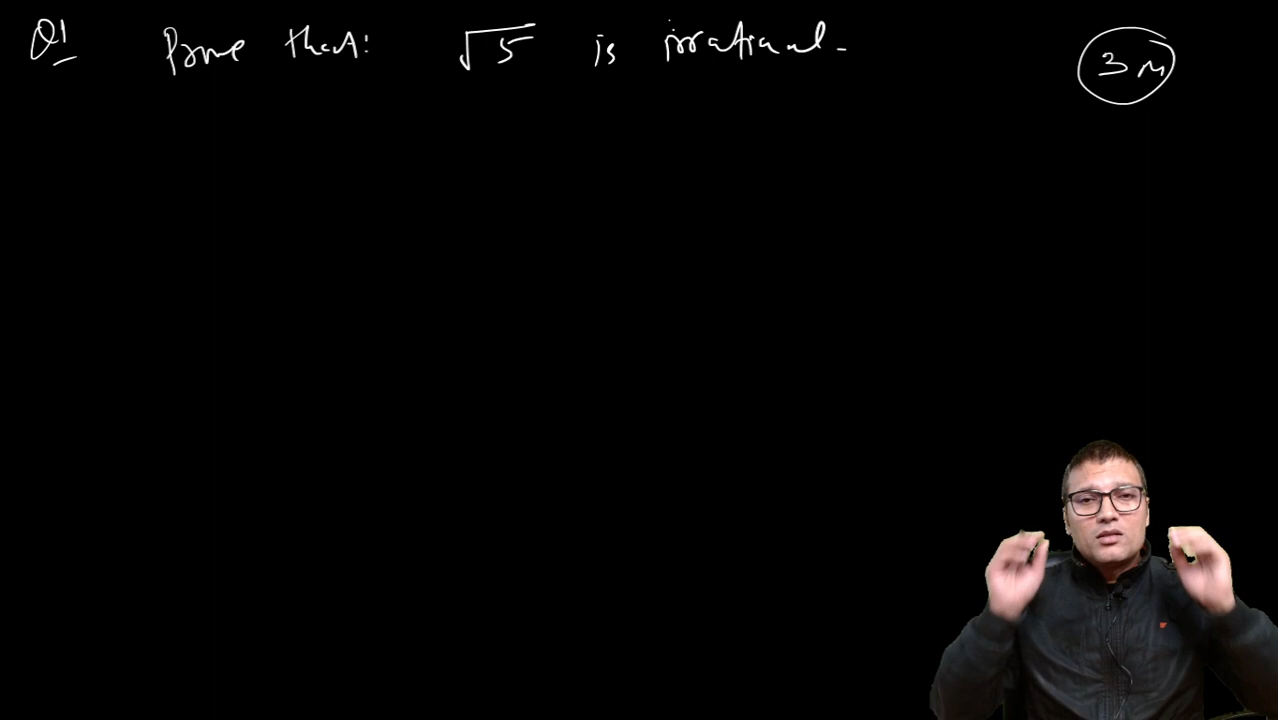 Q1 Prove that: √5 is irrational. 3 M